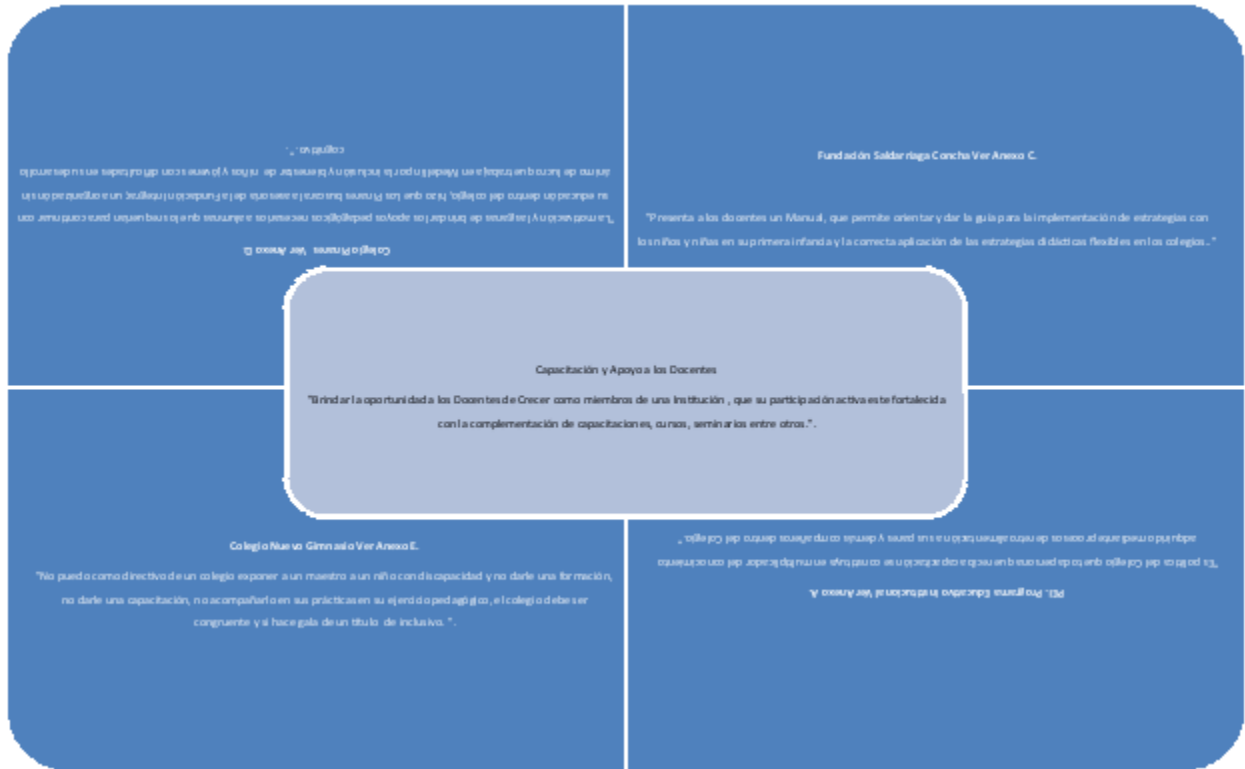 Colegio Pinares Ver Anexo D.
"La motivación y las ganas de brindar los apoyos pedagógicos necesarios a alumnas que los requerían para continuar con
su educación dentro del colegio, hizo que los Pinares buscara la asesoría de la Fundación Integrar, una organización sin
ánimo de lucro que trabaja en Medellín por la inclusión y bienestar de niños y jóvenes con dificultades en su desarrollo
cognitivo.".
Fundación Saldarriaga Concha Ver Anexo C.
"Presenta a los docentes un Manual, que permite orientar y dar la guía para la implementación de estrategias con
los niños y niñas en su primera infancia y la correcta aplicación de las estrategias didácticas flexibles en los colegios.."
Capacitación y Apoyo a los Docentes
"Brindar la oportunidad a los Docentes de Crecer como miembros de una Institución , que su participación activa este fortalecida
con la complementación de capacitaciones, cursos, seminarios entre otros.".
Colegio Nuevo Gimnasio Ver Anexo E.
"No puedo como directivo de un colegio exponer a un maestro a un niño con discapacidad y no darle una formación,
no darle una capacitación, no acompañarlo en sus prácticas en su ejercicio pedagógico, el colegio debe ser
congruente y si hace gala de un título de inclusivo. ".
PEI. Programa Educativo Institucional Ver Anexo A.
"Es política del Colegio que toda persona que reciba capacitación se constituya en multiplicador del conocimiento
adquirido mediante procesos de retroalimentación a sus pares y demás compañeros dentro del Colegio."